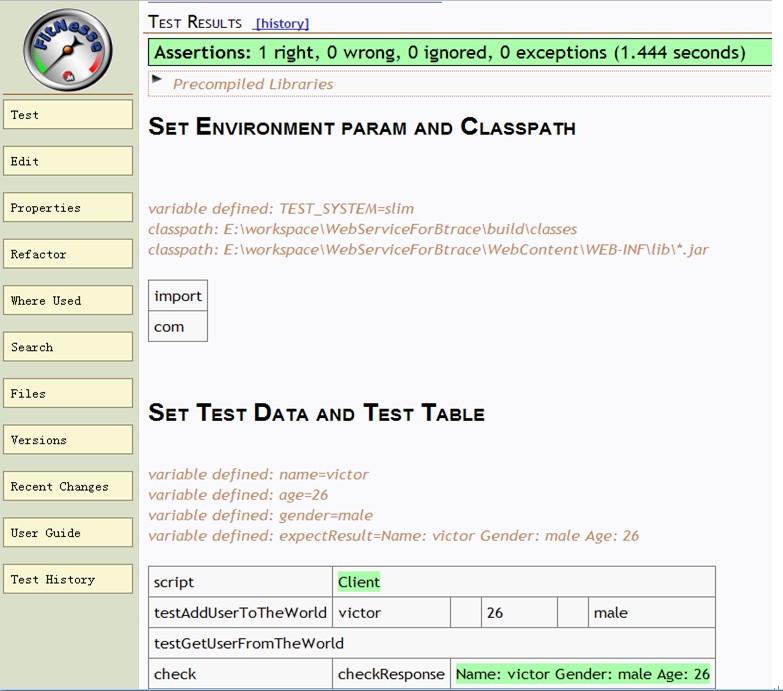 FitNesse
Test
Edit
Properties
Refactor
Where Used
Search
Files
Versions
Recent Changes
User Guide
Test History
Test Results [history]
Assertions: 1 right, 0 wrong, 0 ignored, 0 exceptions (1.444 seconds)
Precompiled Libraries
Set Environment param and Classpath
variable defined: TEST_SYSTEM=slim
classpath: E:\workspace\WebServiceForBtrace\build\classes
classpath: E:\workspace\WebServiceForBtrace\WebContent\WEB-INF\lib\*.jar
import
com
Set Test Data and Test Table
variable defined: name=victor
variable defined: age=26
variable defined: gender=male
variable defined: expectResult=Name: victor Gender: male Age: 26
script Client
testAddUserToTheWorld victor 26 male
testGetUserFromTheWorld
check checkResponse Name: victor Gender: male Age: 26